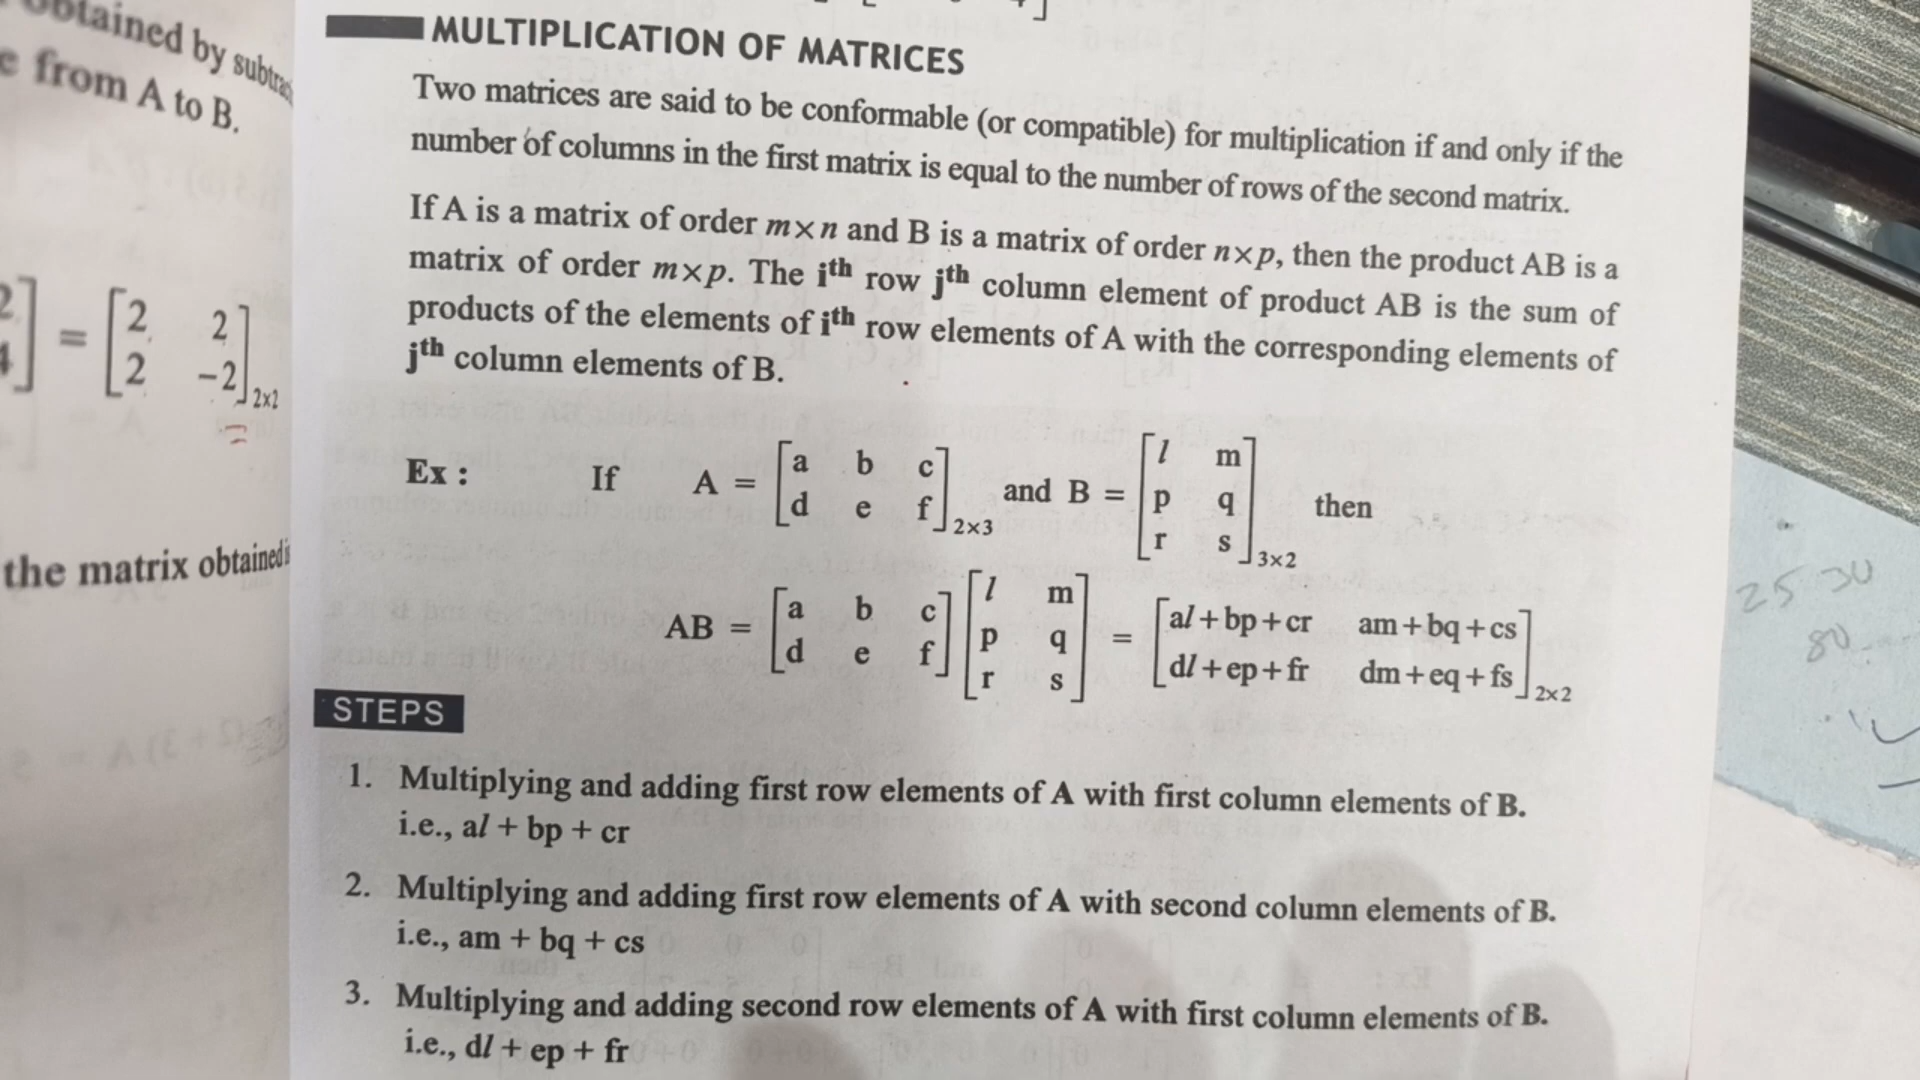 obtained by
e from A to B.
2] = [2 2
4] [2 -2]2×2
the matrix obtained
MULTIPLICATION OF MATRICES
Two matrices are said to be conformable (or compatible) for multiplication if and only if the
number of columns in the first matrix is equal to the number of rows of the second matrix.
If A is a matrix of order m×n and B is a matrix of order n×p, then the product AB is a
matrix of order m×p. The ith row jth column element of product AB is the sum of
products of the elements of ith row elements of A with the corresponding elements of
jth column elements of B.
Ex : If A = [a b c
d e f]2×3 and B = [l m
p q
r s]3×2 then
AB = [a b c
d e f] [l m
p q
r s] = [al+bp+cr am+bq+cs
dl+ep+fr dm+eq+fs]2×2
STEPS
1. Multiplying and adding first row elements of A with first column elements of B.
i.e., al + bp + cr
2. Multiplying and adding first row elements of A with second column elements of B.
i.e., am + bq + cs
3. Multiplying and adding second row elements of A with first column elements of B.
i.e., dl + ep + fr
25 30
80